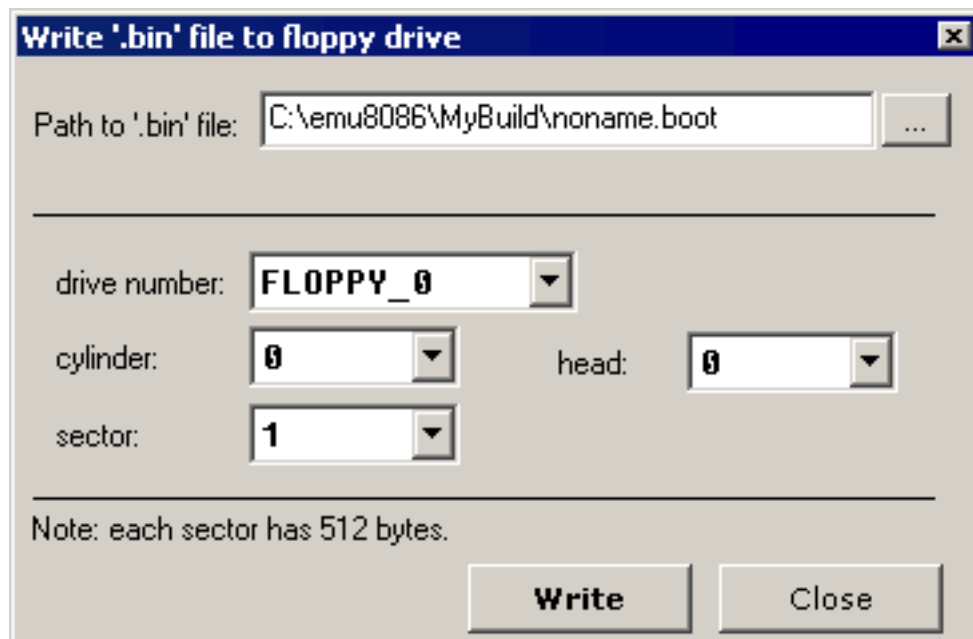 Write '.bin' file to floppy drive
Path to '.bin' file: C:\emu8086\MyBuild\noname.boot ...
drive number: FLOPPY_0
cylinder: 0 head: 0
sector: 1
Note: each sector has 512 bytes.
Write Close